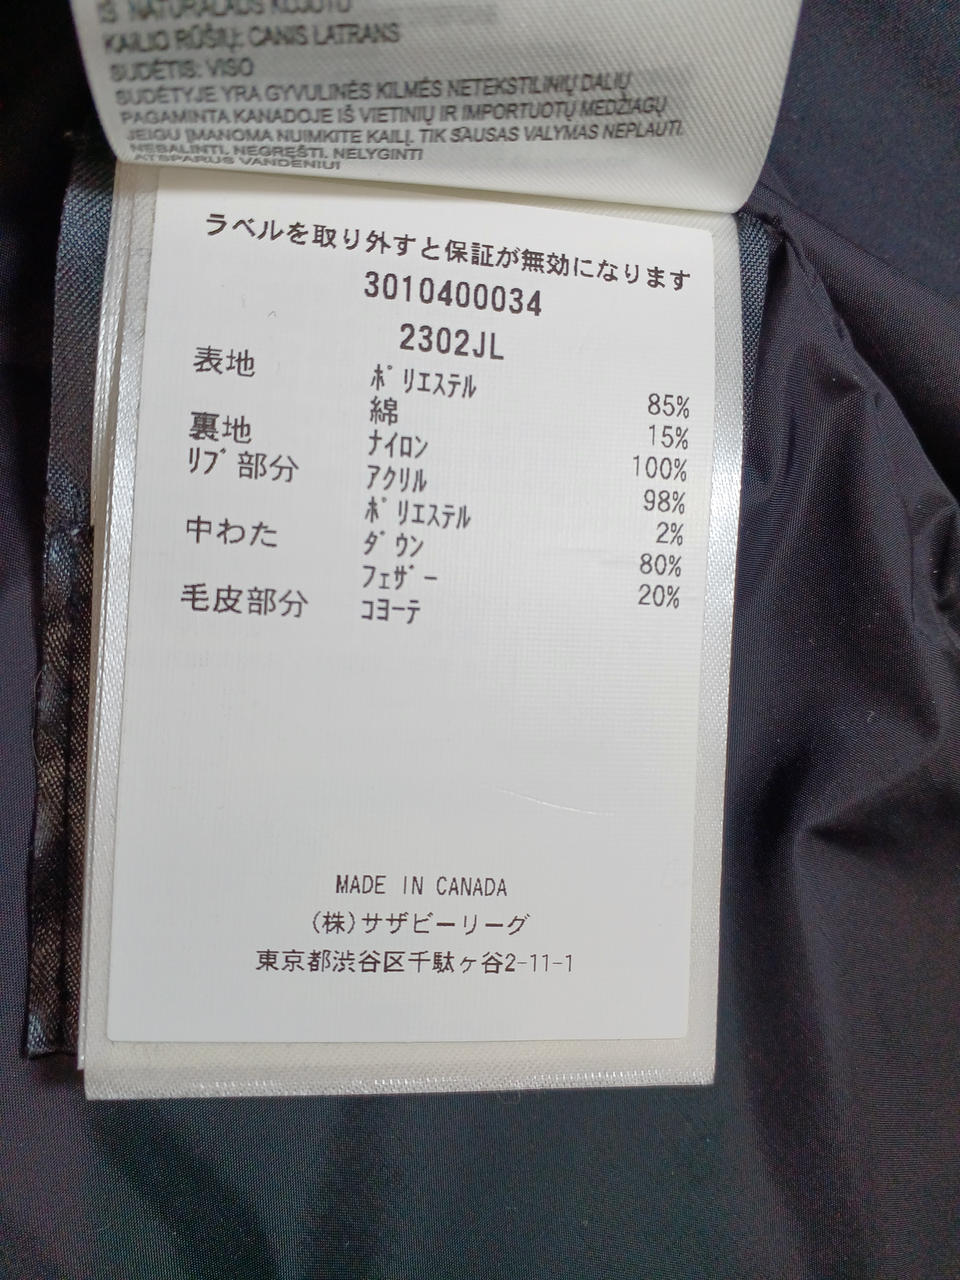 IŠ NATŪRALAUS KOJOTO
KAILIO RŪŠIŲ: CANIS LATRANS
SUDĖTIS: VISO
SUDĖTYJE YRA GYVULINĖS KILMĖS NETEKSTILINIŲ DALIŲ
PAGAMINTA KANADOJE IŠ VIETINIŲ IR IMPORTUOTŲ MEDŽIAGŲ
JEIGU ĮMANOMA NUIMKITE KAILĮ. TIK SAUSAS VALYMAS NEPLAUTI.
NEBALINTI. NEGRĘŠTI. NELYGINTI
ATSPARUS VANDENIUI
ラベルを取り外すと保証が無効になります
3010400034
2302JL
表地 ポリエステル 85%
綿 15%
裏地 ナイロン 100%
リブ部分 アクリル 98%
ポリエステル 2%
中わた ダウン 80%
フェザー 20%
毛皮部分 コヨーテ
MADE IN CANADA
(株)サザビーリーグ
東京都渋谷区千駄ヶ谷2-11-1